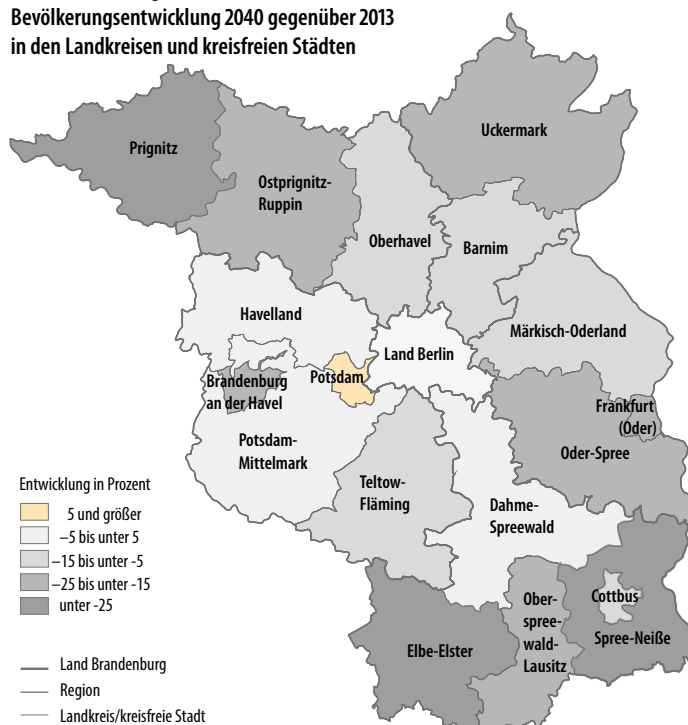 Bevölkerungsentwicklung 2040 gegenüber 2013
in den Landkreisen und kreisfreien Städten
Uckermark
Prignitz
Ostprignitz-
Ruppin
Oberhavel
Barnim
Havelland
Märkisch-Oderland
Land Berlin
Potsdam
Brandenburg
an der Havel
Frankfurt
(Oder)
Oder-Spree
Potsdam-
Mittelmark
Teltow-
Fläming
Dahme-
Spreewald
Cottbus
Spree-Neiße
Ober-
spree-
wald-
Lausitz
Elbe-Elster
Entwicklung in Prozent
5 und größer
–5 bis unter 5
–15 bis unter -5
–25 bis unter -15
unter -25
Land Brandenburg
Region
Landkreis/kreisfreie Stadt